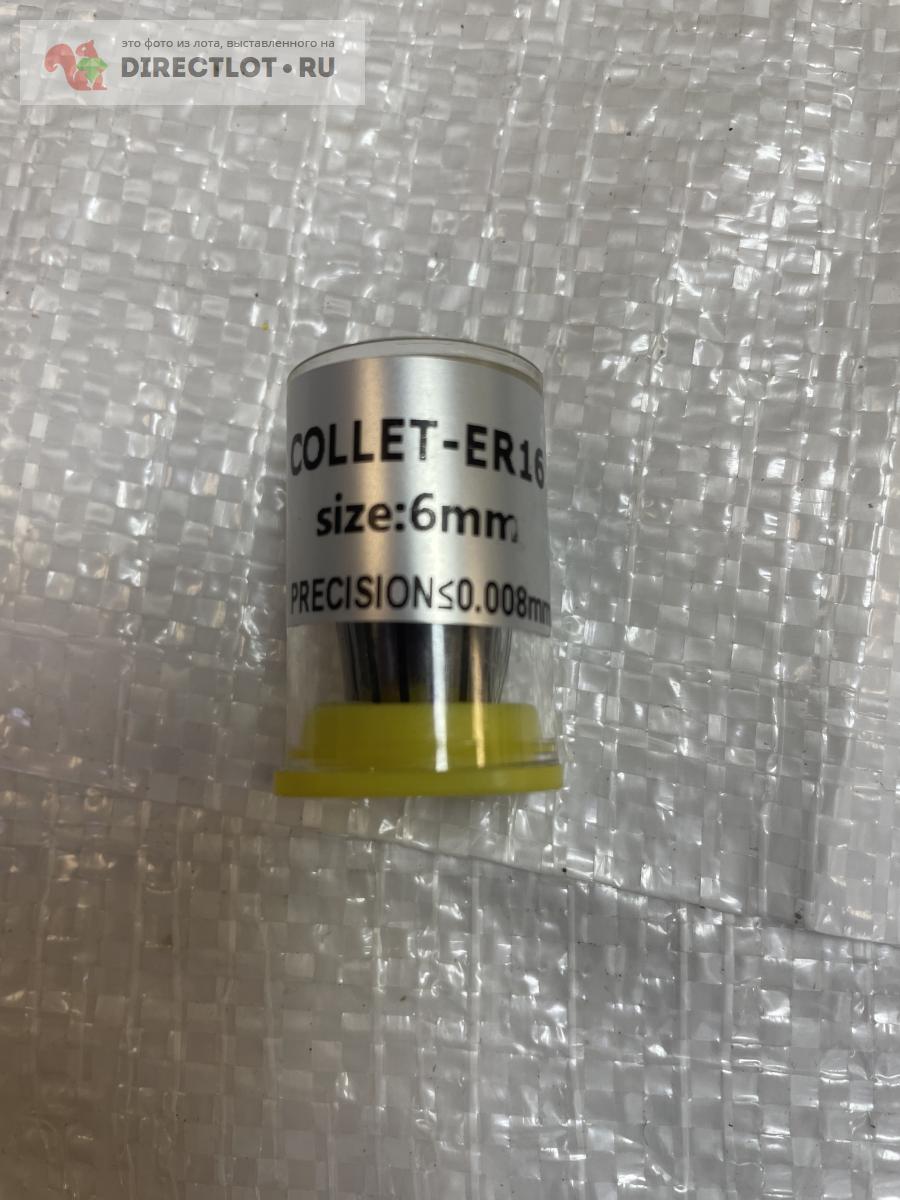 это фото из лота, выставленного на
DIRECTLOT•RU
COLLET-ER16
size:6mm
PRECISION≤0.008mm